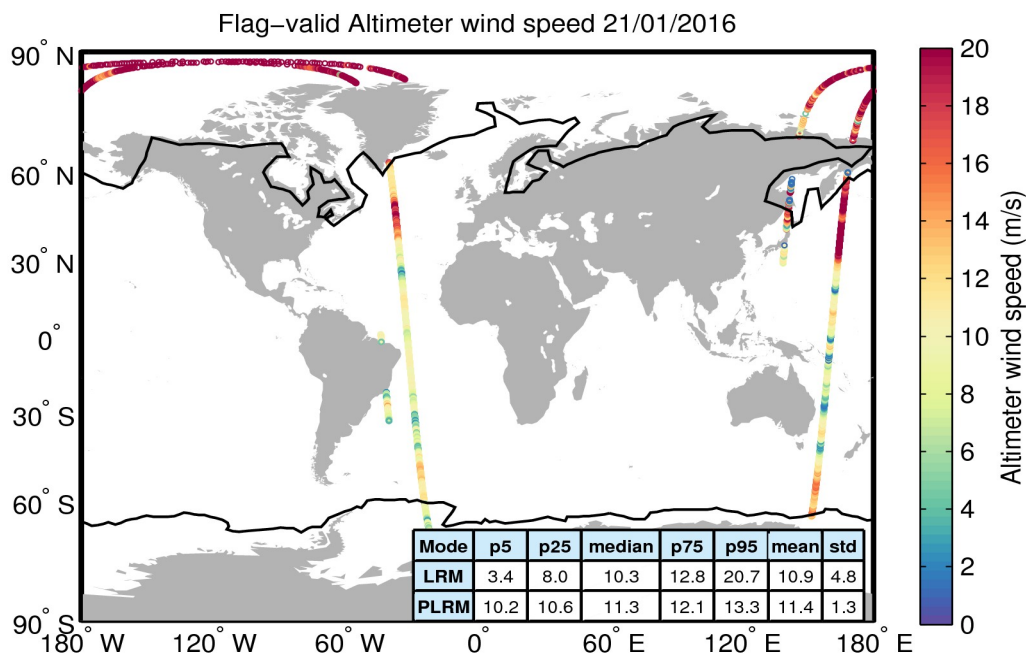 Flag−valid Altimeter wind speed 21/01/2016
90° N
60° N
30° N
0°
30° S
60° S
90° S
180° W
120° W
60° W
0°
60° E
120° E
180° E
Mode p5 p25 median p75 p95 mean std
LRM 3.4 8.0 10.3 12.8 20.7 10.9 4.8
PLRM 10.2 10.6 11.3 12.1 13.3 11.4 1.3
20
18
16
14
12
10
8
6
4
2
0
Altimeter wind speed (m/s)